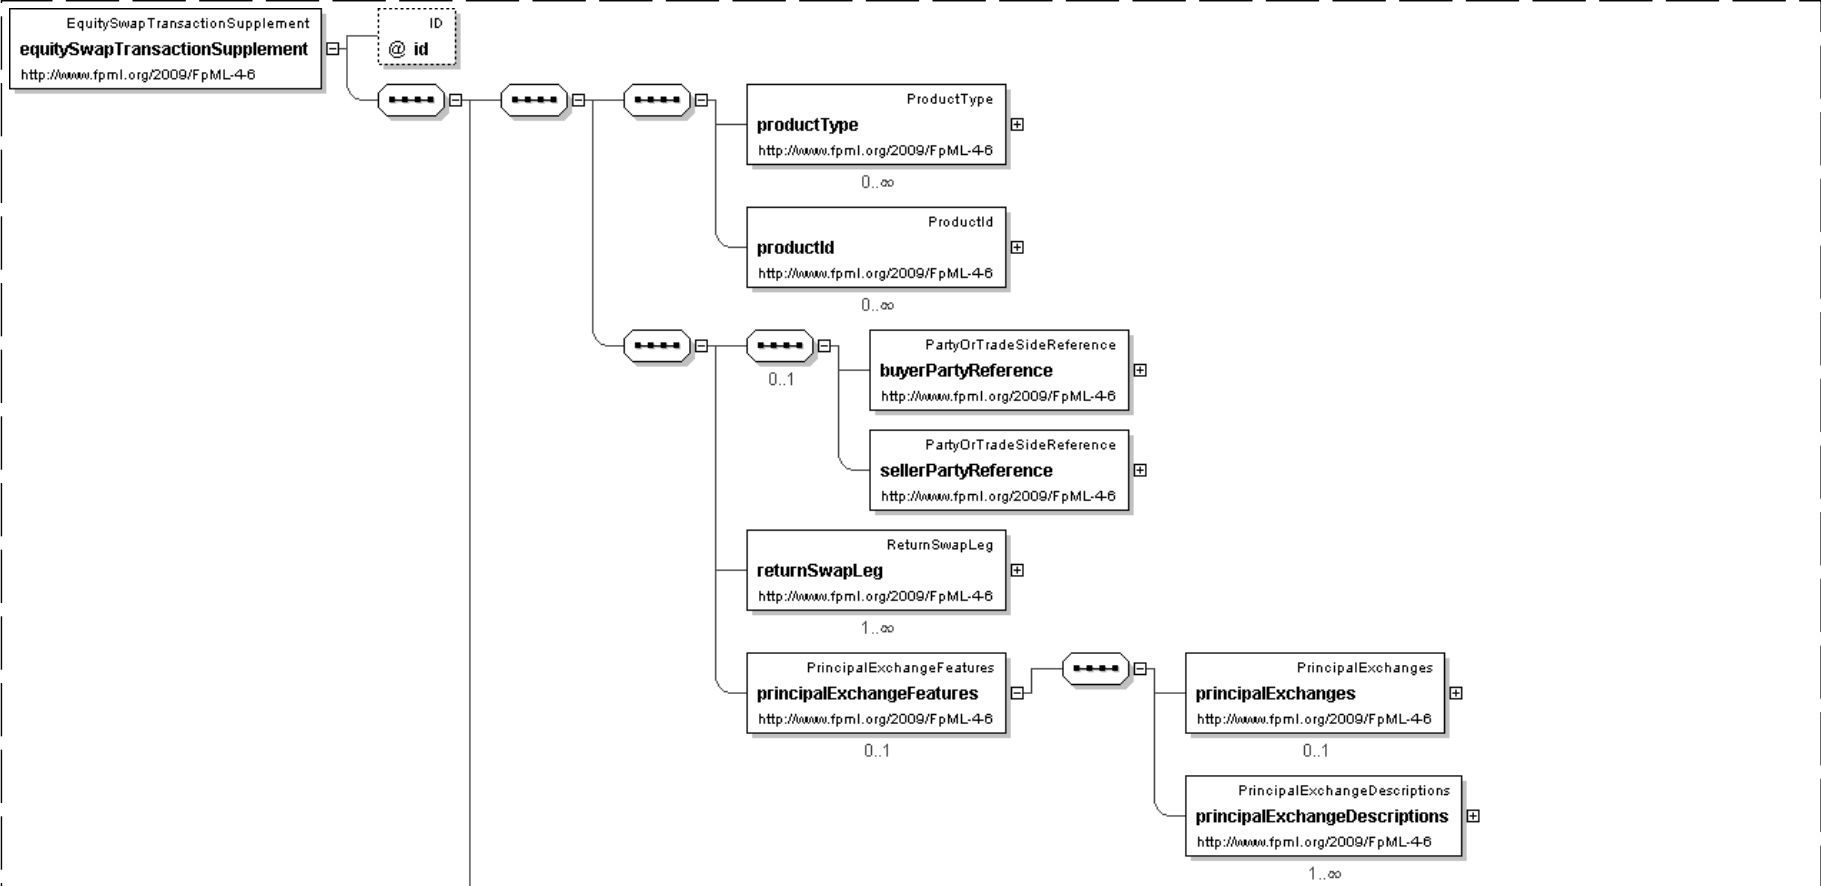 EquitySwapTransactionSupplement
equitySwapTransactionSupplement
http://www.fpml.org/2009/FpML-4-6
ID
@ id
ProductType
productType
http://www.fpml.org/2009/FpML-4-6
0..∞
ProductId
productId
http://www.fpml.org/2009/FpML-4-6
0..∞
0..1
PartyOrTradeSideReference
buyerPartyReference
http://www.fpml.org/2009/FpML-4-6
PartyOrTradeSideReference
sellerPartyReference
http://www.fpml.org/2009/FpML-4-6
ReturnSwapLeg
returnSwapLeg
http://www.fpml.org/2009/FpML-4-6
1..∞
PrincipalExchangeFeatures
principalExchangeFeatures
http://www.fpml.org/2009/FpML-4-6
0..1
PrincipalExchanges
principalExchanges
http://www.fpml.org/2009/FpML-4-6
0..1
PrincipalExchangeDescriptions
principalExchangeDescriptions
http://www.fpml.org/2009/FpML-4-6
1..∞